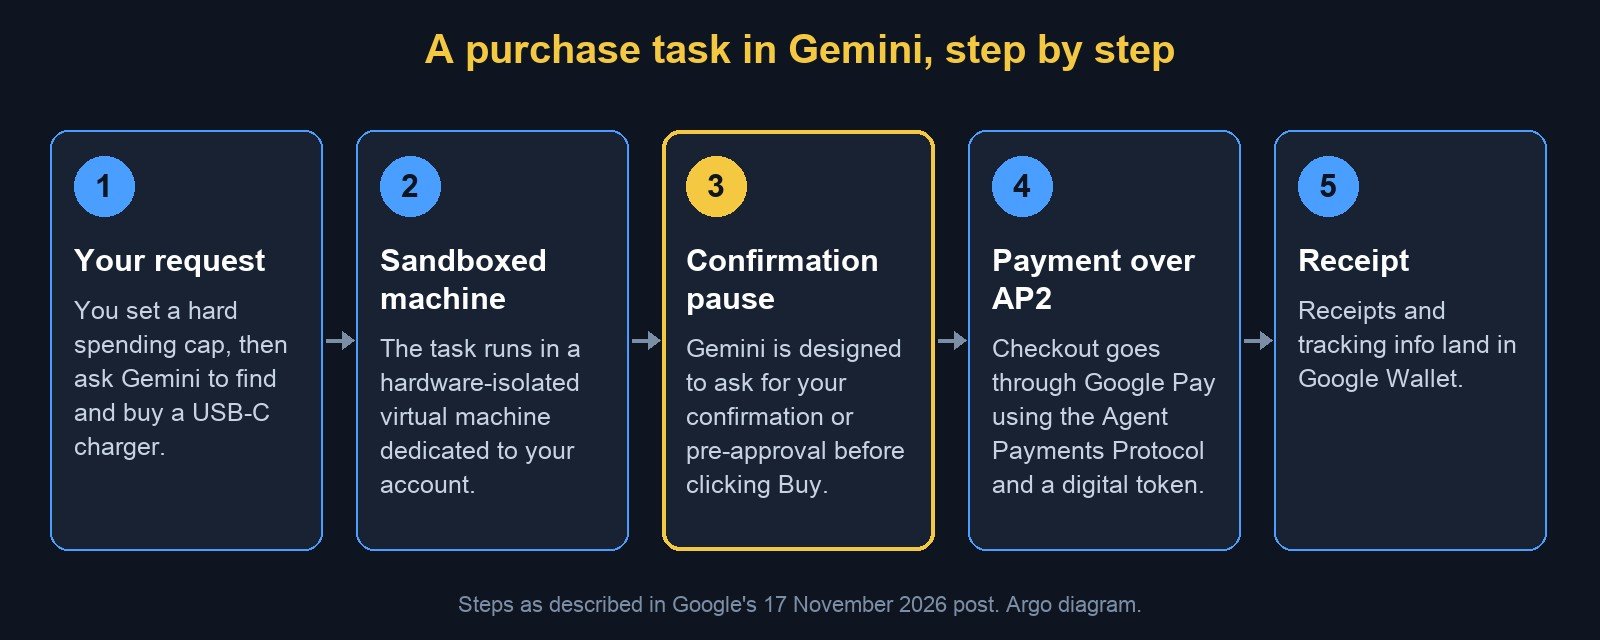 A purchase task in Gemini, step by step
1
Your request
You set a hard
spending cap, then
ask Gemini to find
and buy a USB-C
charger.
2
Sandboxed
machine
The task runs in a
hardware-isolated
virtual machine
dedicated to your
account.
3
Confirmation
pause
Gemini is designed
to ask for your
confirmation or
pre-approval before
clicking Buy.
4
Payment over
AP2
Checkout goes
through Google Pay
using the Agent
Payments Protocol
and a digital token.
5
Receipt
Receipts and
tracking info land in
Google Wallet.
Steps as described in Google's 17 November 2026 post. Argo diagram.